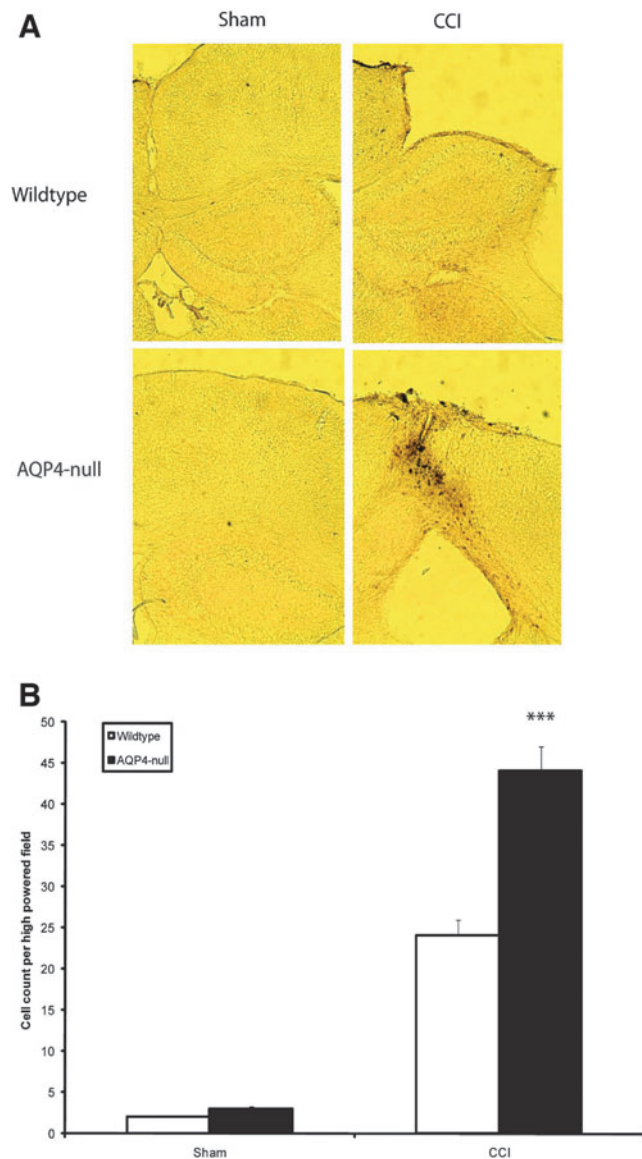 A
Sham
CCI
Wildtype
AQP4-null
B
50
45
40
35
30
25
20
15
10
5
0
Cell count per high powered field
Wildtype
AQP4-null
***
Sham
CCI